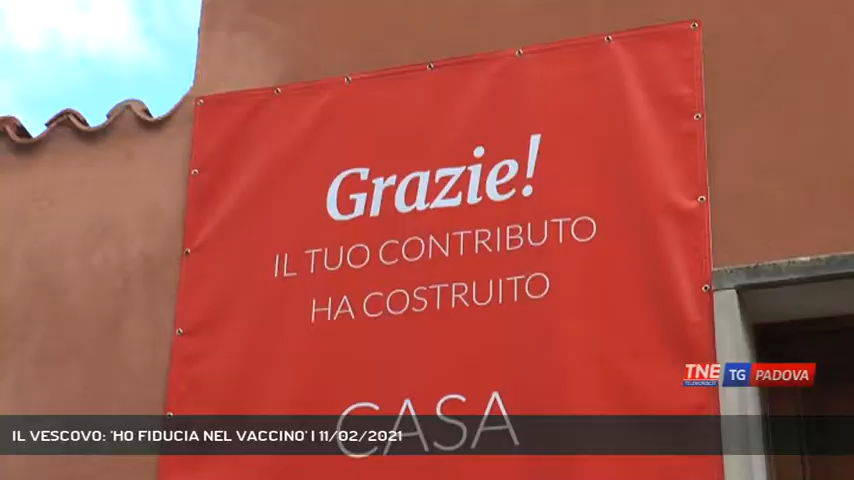 Grazie!
IL TUO CONTRIBUTO
HA COSTRUITO
CASA
TNE TG PADOVA
TELENORDEST
IL VESCOVO: "HO FIDUCIA NEL VACCINO" | 11/02/2021